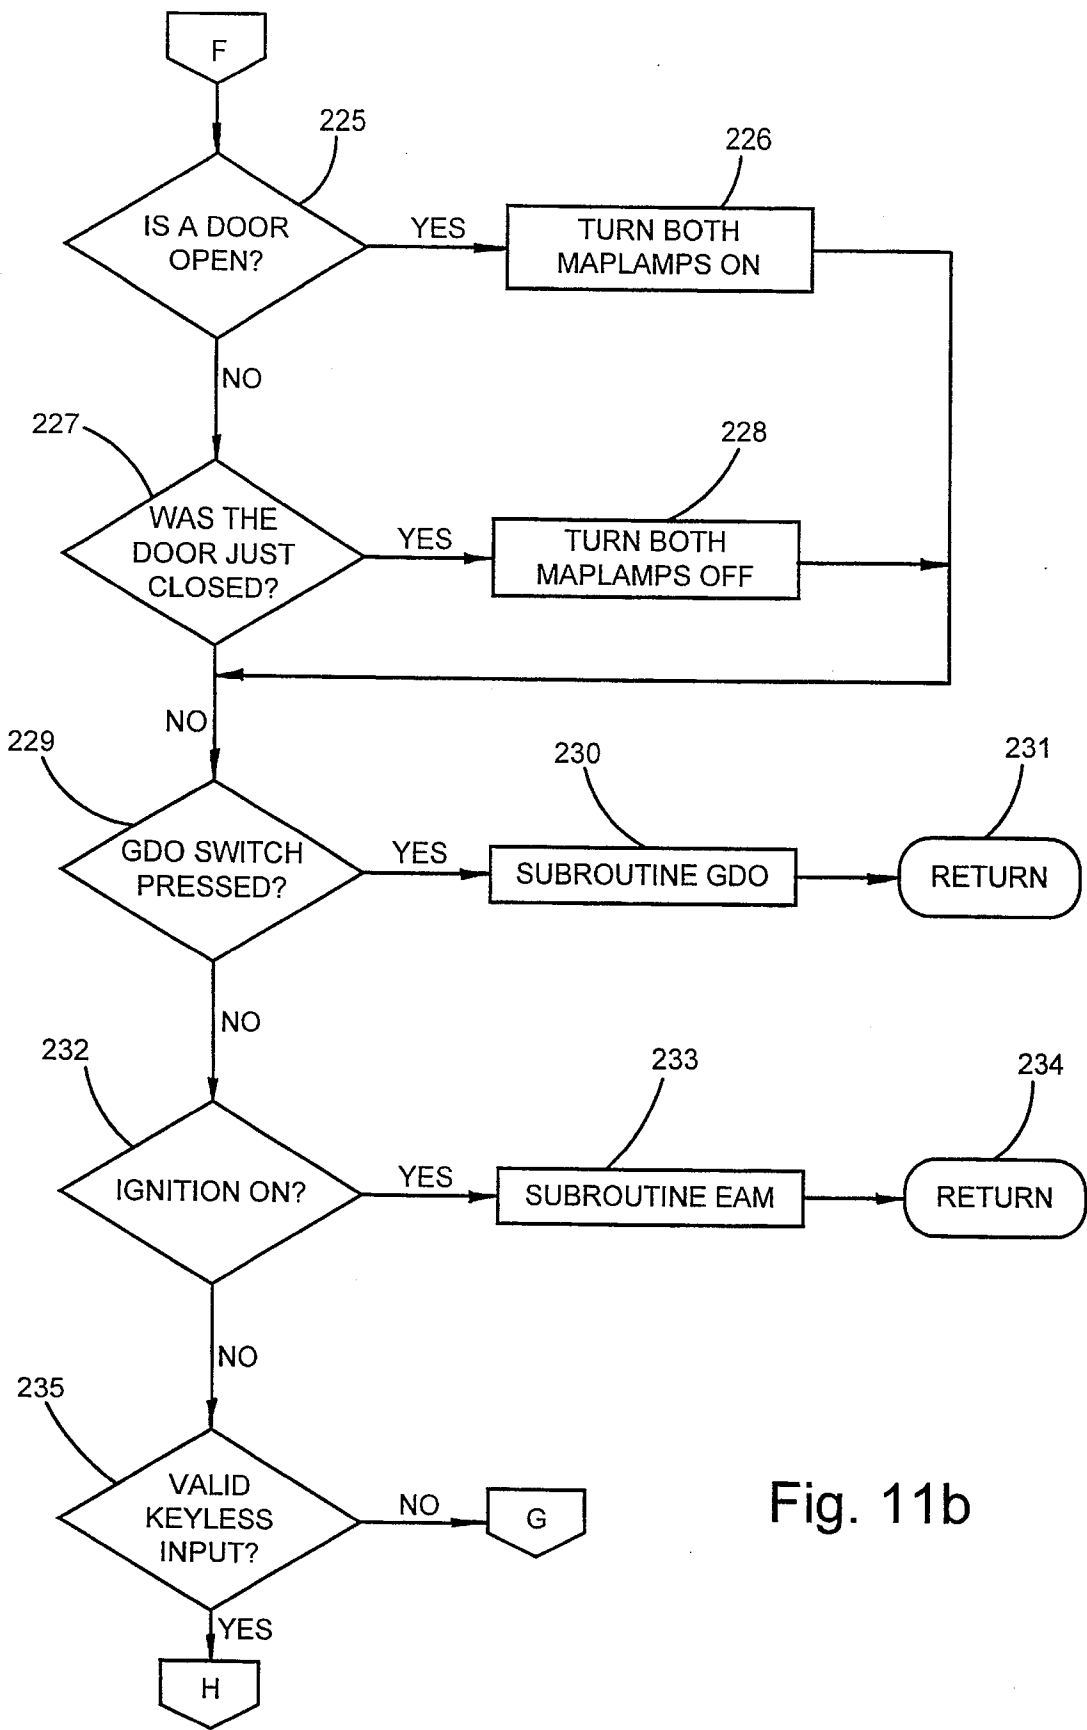 F
225
226
IS A DOOR
OPEN?
YES
TURN BOTH
MAPLAMPS ON
NO
227
228
WAS THE
DOOR JUST
CLOSED?
YES
TURN BOTH
MAPLAMPS OFF
NO
229
230
231
GDO SWITCH
PRESSED?
YES
SUBROUTINE GDO
RETURN
NO
232
233
234
IGNITION ON?
YES
SUBROUTINE EAM
RETURN
NO
235
VALID
KEYLESS
INPUT?
NO
G
YES
H
Fig. 11b